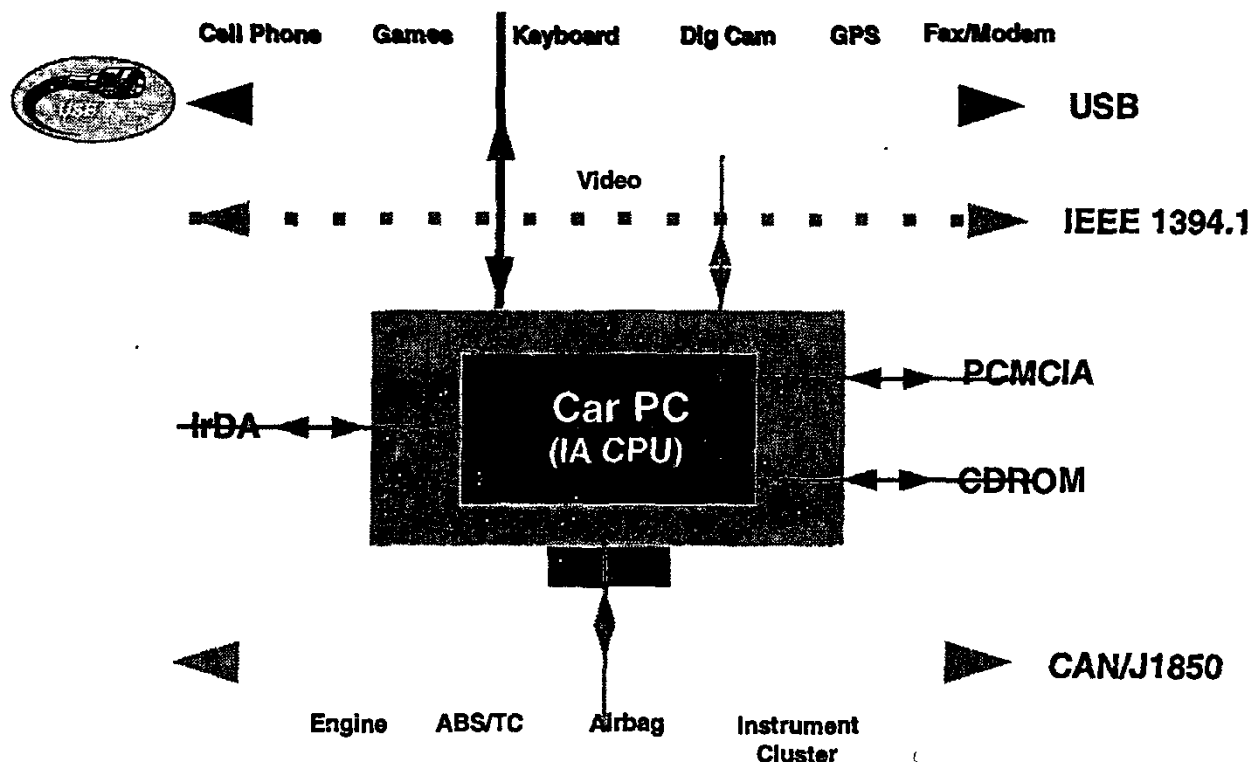 Cell Phone Games Keyboard Dig Cam GPS Fax/Modem
USB
USB
Video
IEEE 1394.1
PCMCIA
Car PC
IrDA
(IA CPU)
CDROM
CAN/J1850
Engine ABS/TC Airbag Instrument
Cluster